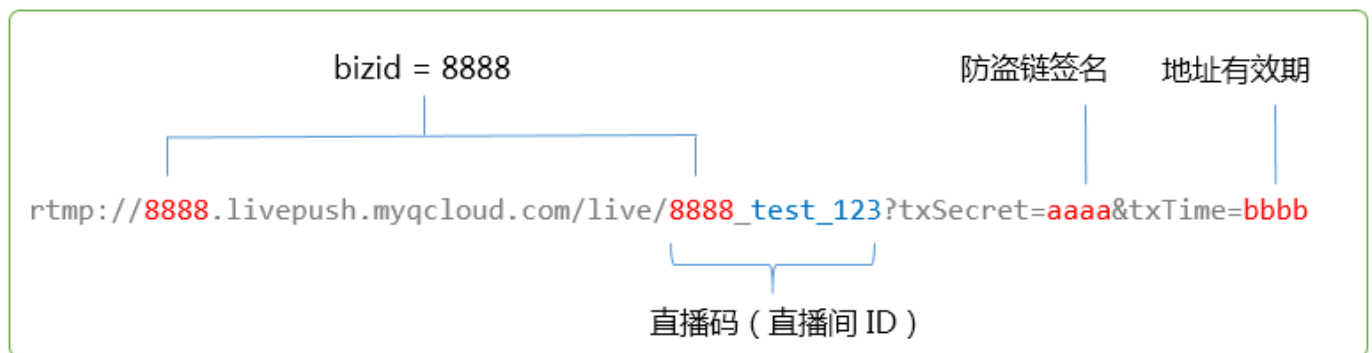 bizid = 8888 防盗链签名 地址有效期
rtmp://8888.livepush.myqcloud.com/live/8888_test_123?txSecret=aaaa&txTime=bbbb
直播码（直播间 ID）